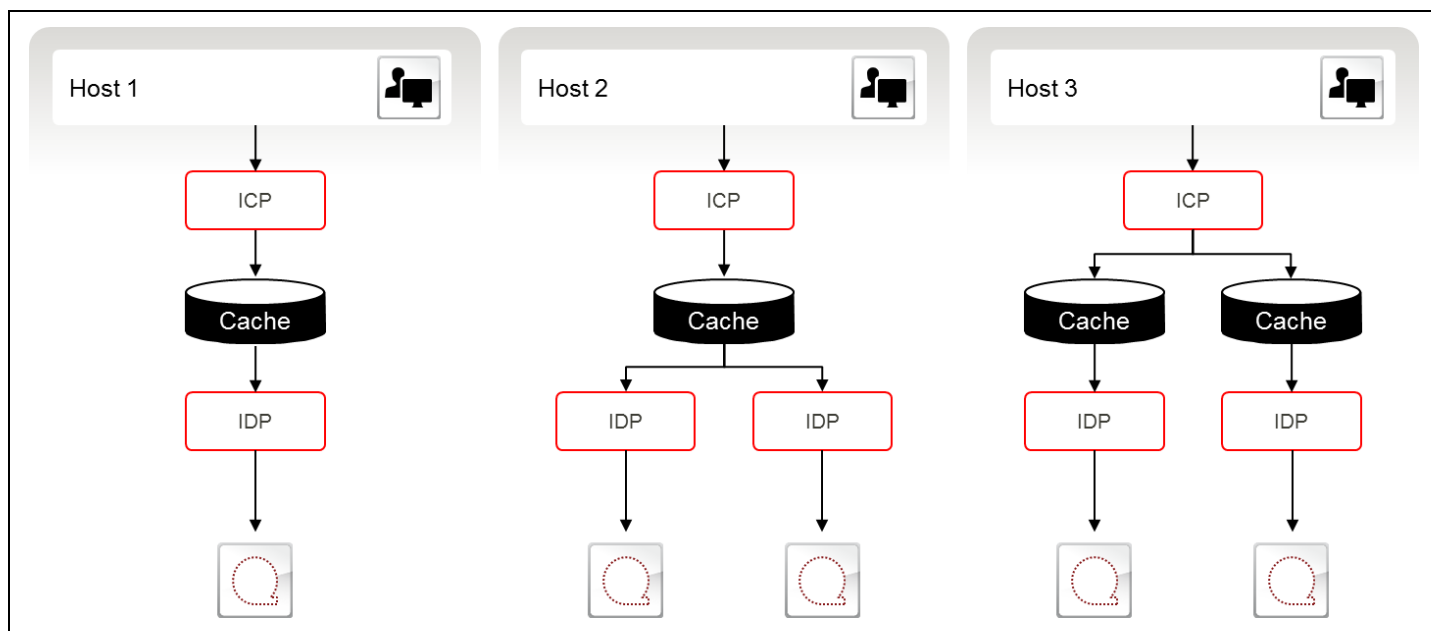 Host 1
Host 2
Host 3
ICP
ICP
ICP
Cache
Cache
Cache
Cache
IDP
IDP
IDP
IDP
IDP